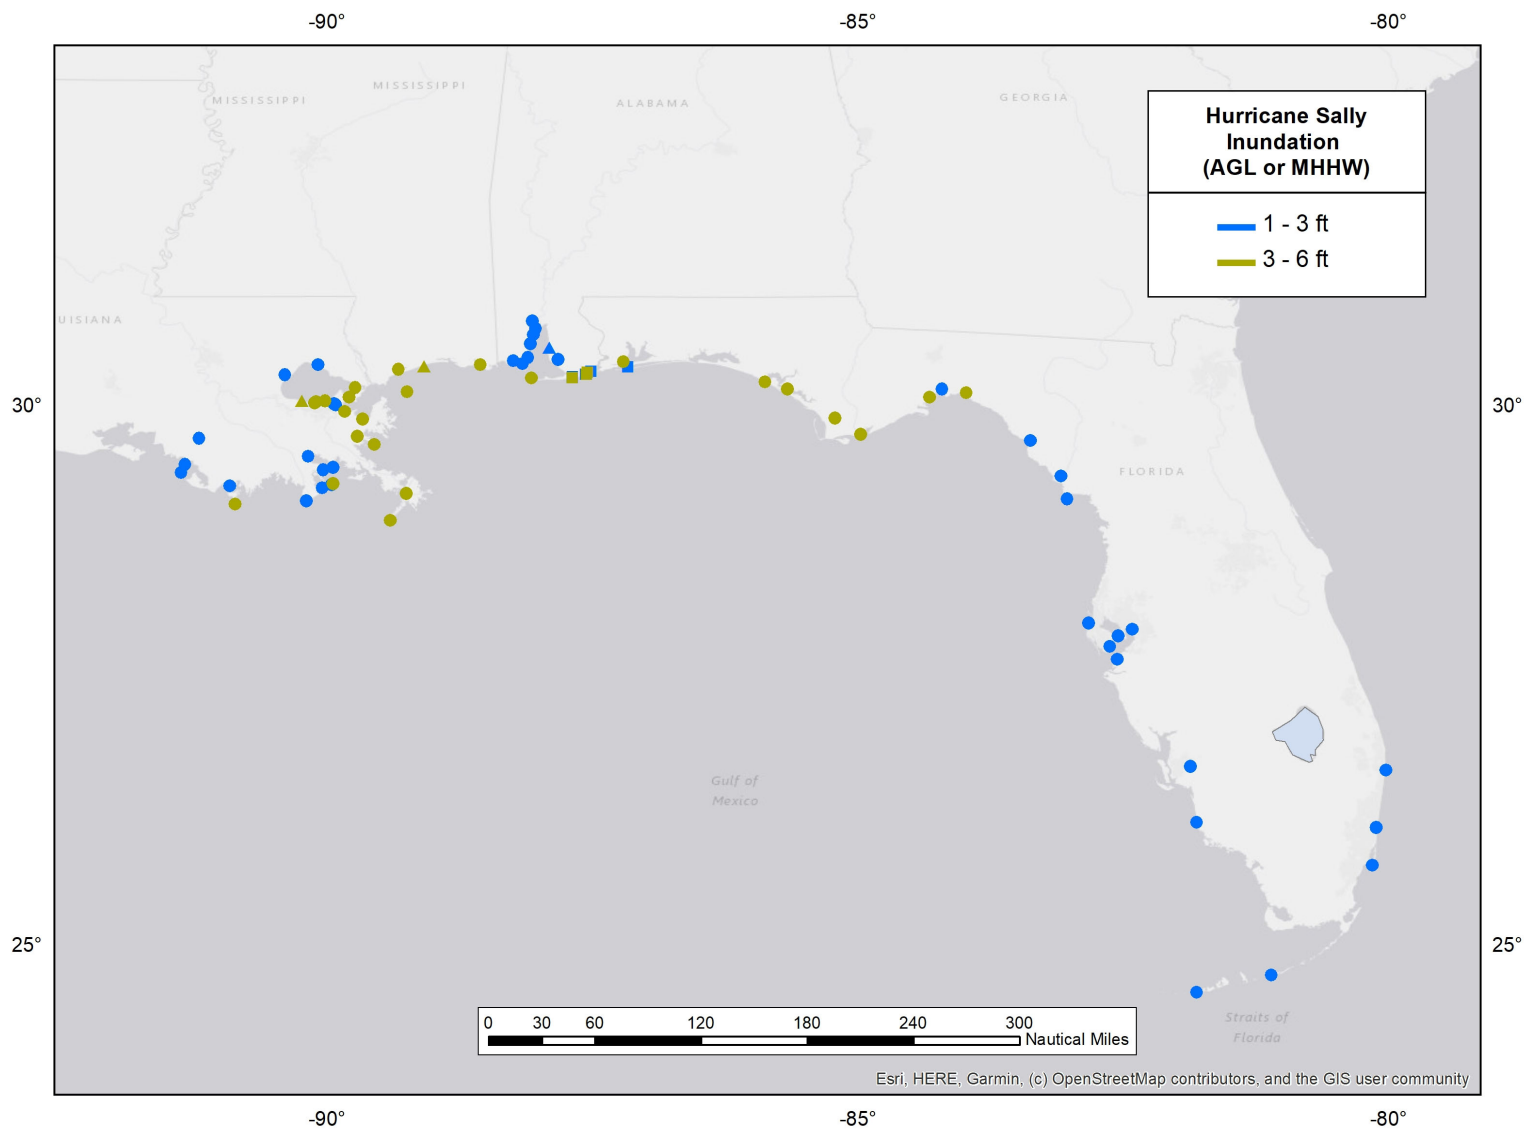 -90° -85° -80°
MISSISSIPPI MISSISSIPPI ALABAMA GEORGIA
Hurricane Sally
Inundation
(AGL or MHHW)
1 - 3 ft
3 - 6 ft
UISIANA
30° 30°
FLORIDA
Gulf of
Mexico
25° 25°
Straits of
Florida
0 30 60 120 180 240 300
Nautical Miles
Esri, HERE, Garmin, (c) OpenStreetMap contributors, and the GIS user community
-90° -85° -80°